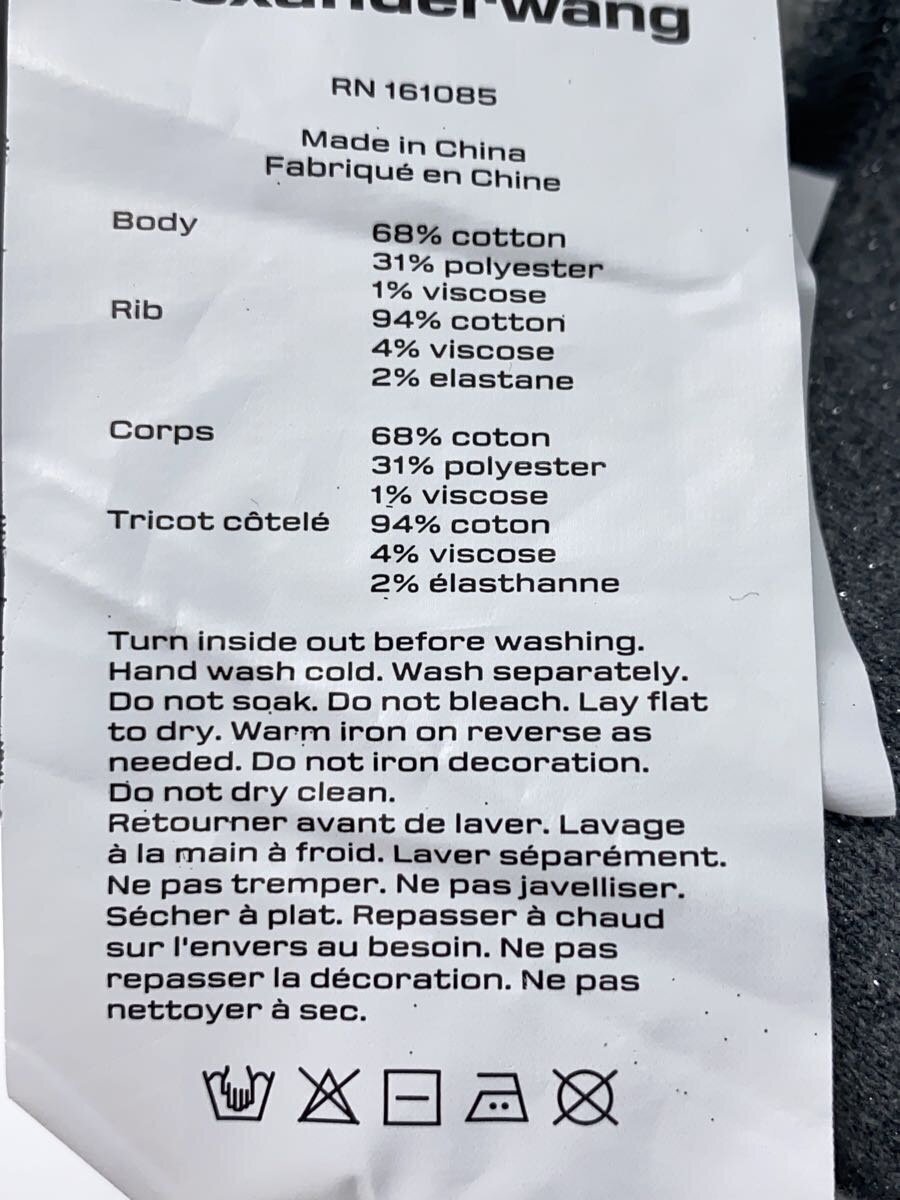 RN 161085
Made in China
Fabriqué en Chine
Body
68% cotton
31% polyester
1% viscose
Rib
94% cotton
4% viscose
2% elastane
Corps
68% coton
31% polyester
1% viscose
Tricot côtelé
94% coton
4% viscose
2% élasthanne
Turn inside out before washing.
Hand wash cold. Wash separately.
Do not soak. Do not bleach. Lay flat
to dry. Warm iron on reverse as
needed. Do not iron decoration.
Do not dry clean.
Retourner avant de laver. Lavage
à la main à froid. Laver séparément.
Ne pas tremper. Ne pas javelliser.
Sécher à plat. Repasser à chaud
sur l'envers au besoin. Ne pas
repasser la décoration. Ne pas
nettoyer à sec.